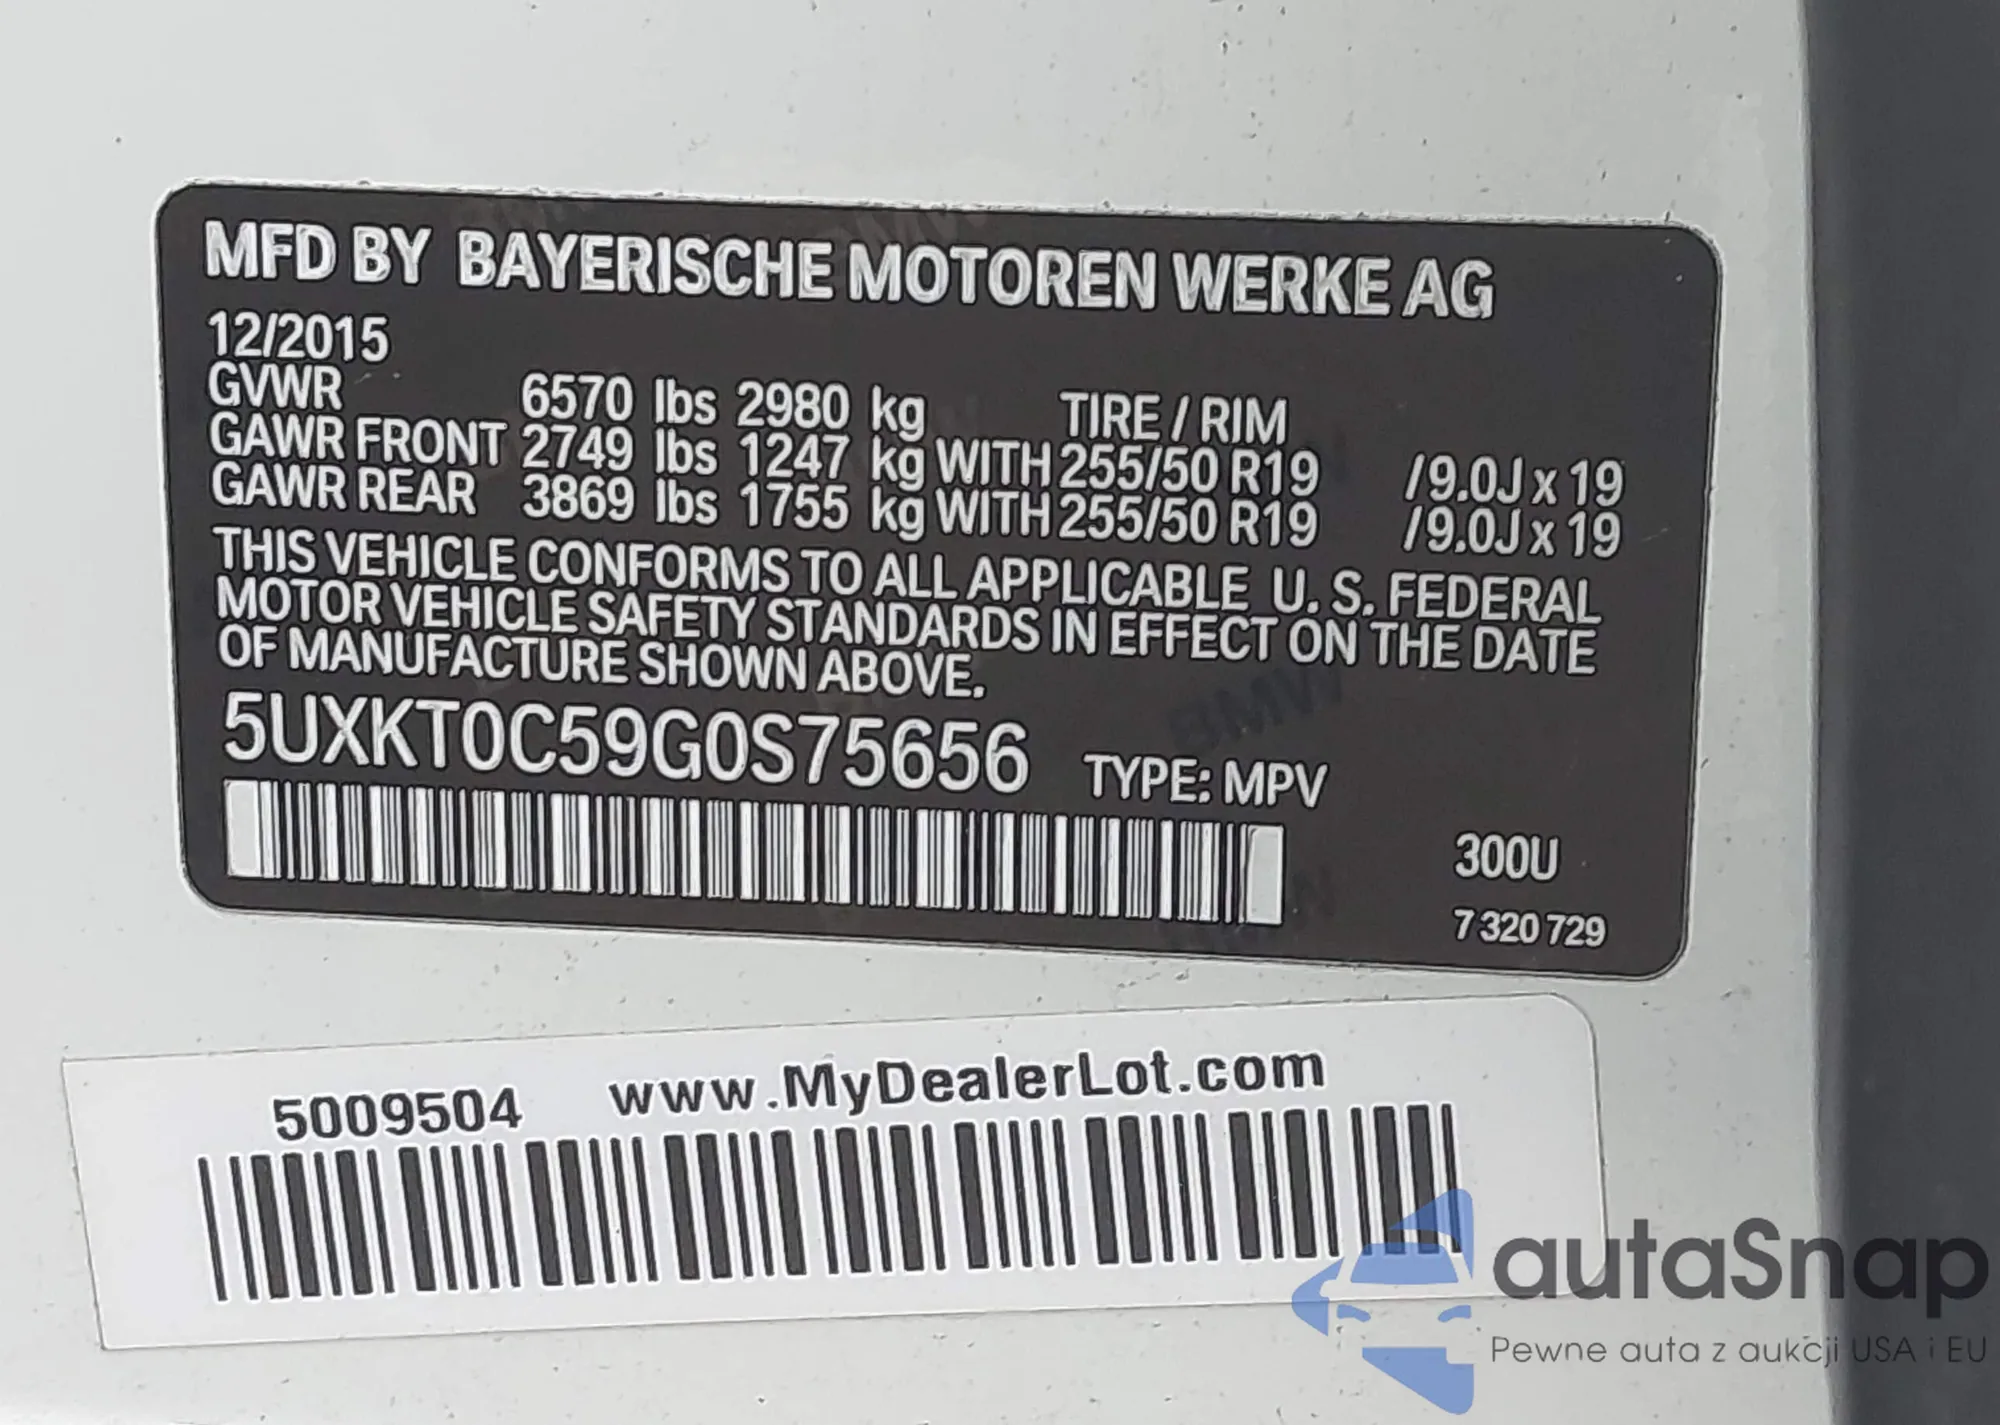 MFD BY BAYERISCHE MOTOREN WERKE AG
12/2015
GVWR 6570 lbs 2980 kg TIRE / RIM
GAWR FRONT 2749 lbs 1247 kg WITH 255/50 R19 /9.0J x 19
GAWR REAR 3869 lbs 1755 kg WITH 255/50 R19 /9.0J x 19
THIS VEHICLE CONFORMS TO ALL APPLICABLE U. S. FEDERAL
MOTOR VEHICLE SAFETY STANDARDS IN EFFECT ON THE DATE
OF MANUFACTURE SHOWN ABOVE.
5UXKT0C59G0S75656 TYPE: MPV
300U
7 320 729
5009504 www.MyDealerLot.com
autaSnap
Pewne auta z aukcji USA i EU